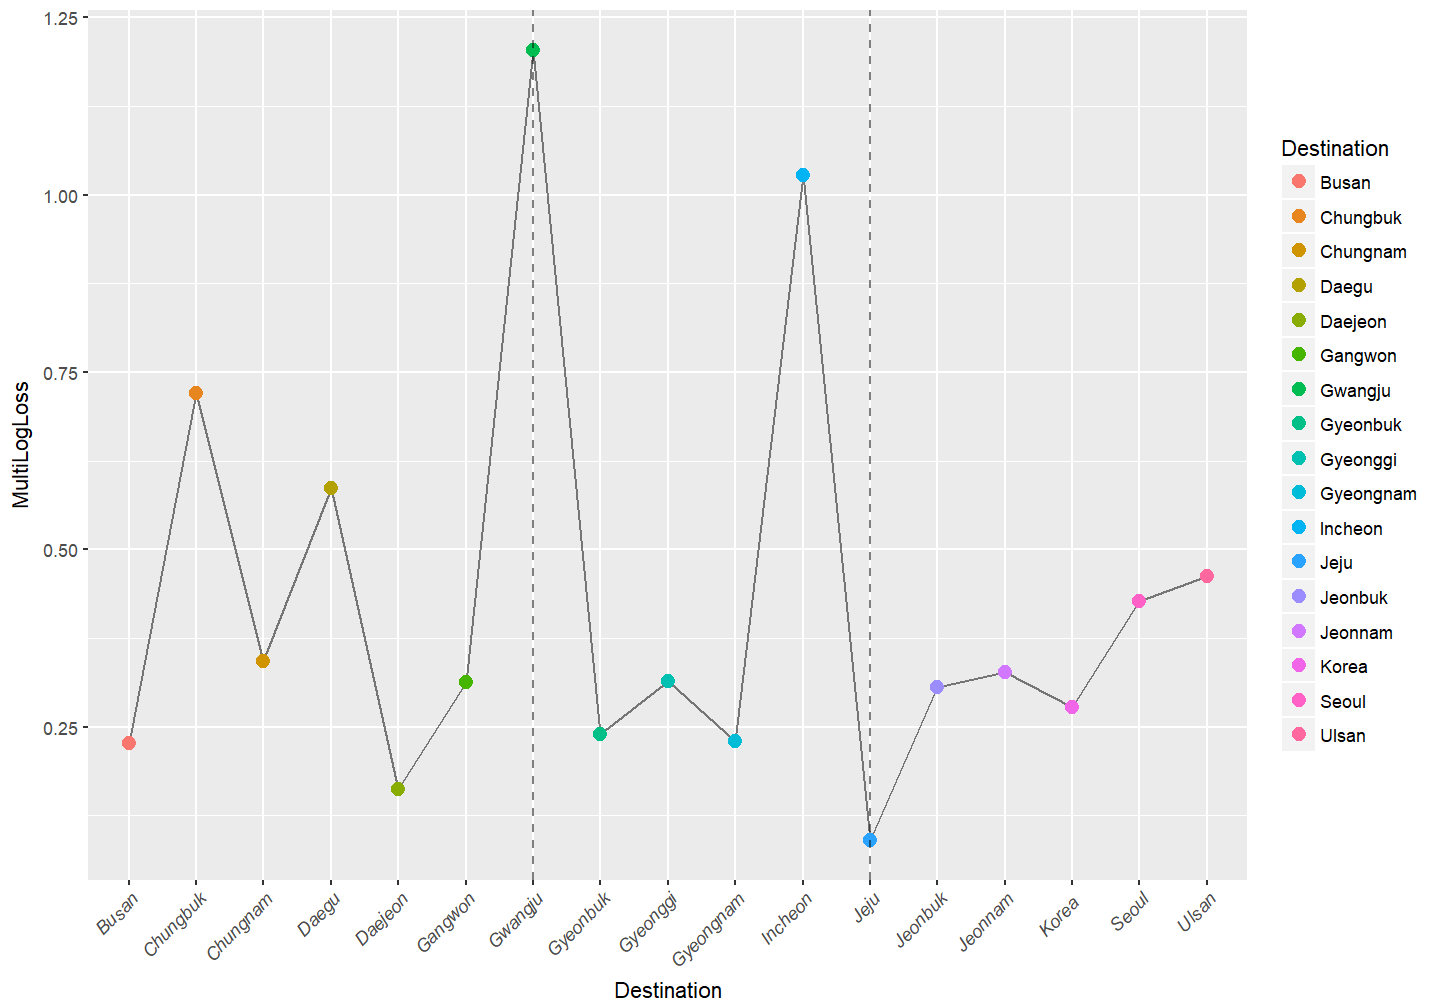 1.25
1.00
0.75
0.50
0.25
MultiLogLoss
Busan
Chungbuk
Chungnam
Daegu
Daejeon
Gangwon
Gwangju
Gyeonbuk
Gyeonggi
Gyeongnam
Incheon
Jeju
Jeonbuk
Jeonnam
Korea
Seoul
Ulsan
Destination
Destination
Busan
Chungbuk
Chungnam
Daegu
Daejeon
Gangwon
Gwangju
Gyeonbuk
Gyeonggi
Gyeongnam
Incheon
Jeju
Jeonbuk
Jeonnam
Korea
Seoul
Ulsan